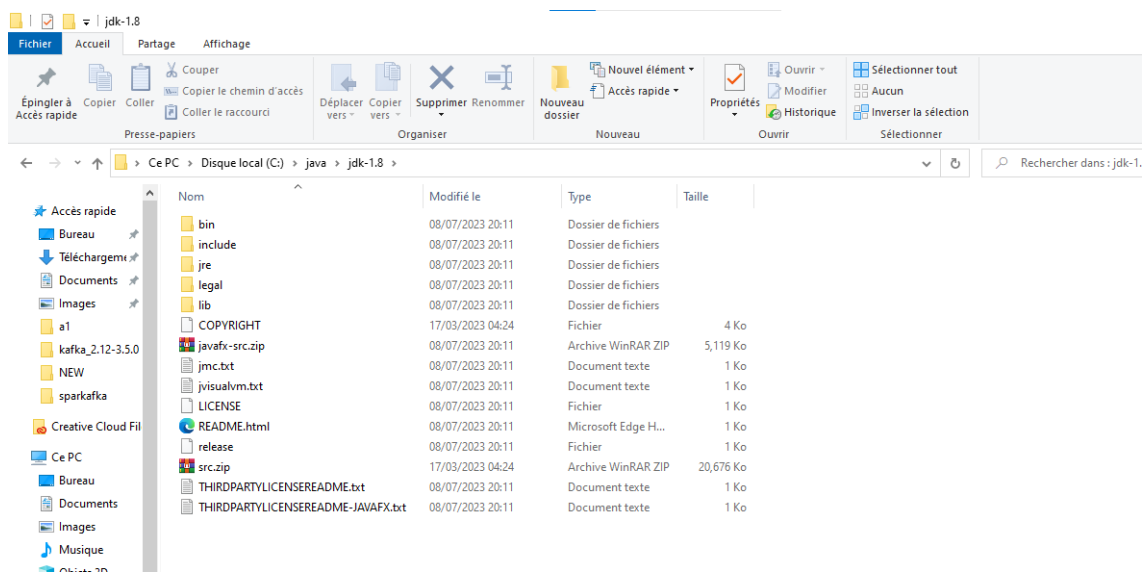 jdk-1.8
Fichier Accueil Partage Affichage
Épingler à Accès rapide
Copier
Coller
Couper
Copier le chemin d'accès
Coller le raccourci
Presse-papiers
Déplacer vers
Copier vers
Supprimer
Renommer
Organiser
Nouveau dossier
Nouvel élément
Accès rapide
Nouveau
Propriétés
Ouvrir
Modifier
Historique
Ouvrir
Sélectionner tout
Aucun
Inverser la sélection
Sélectionner
Ce PC > Disque local (C:) > java > jdk-1.8 >
Rechercher dans : jdk-1.
Accès rapide
Bureau
Téléchargeme
Documents
Images
a1
kafka_2.12-3.5.0
NEW
sparkafka
Creative Cloud Fil
Ce PC
Bureau
Documents
Images
Musique
Objets 3D
Nom Modifié le Type Taille
bin 08/07/2023 20:11 Dossier de fichiers
include 08/07/2023 20:11 Dossier de fichiers
jre 08/07/2023 20:11 Dossier de fichiers
legal 08/07/2023 20:11 Dossier de fichiers
lib 08/07/2023 20:11 Dossier de fichiers
COPYRIGHT 17/03/2023 04:24 Fichier 4 Ko
javafx-src.zip 08/07/2023 20:11 Archive WinRAR ZIP 5,119 Ko
jmc.txt 08/07/2023 20:11 Document texte 1 Ko
jvisualvm.txt 08/07/2023 20:11 Document texte 1 Ko
LICENSE 08/07/2023 20:11 Fichier 1 Ko
README.html 08/07/2023 20:11 Microsoft Edge H... 1 Ko
release 08/07/2023 20:11 Fichier 1 Ko
src.zip 17/03/2023 04:24 Archive WinRAR ZIP 20,676 Ko
THIRDPARTYLICENSEREADME.txt 08/07/2023 20:11 Document texte 1 Ko
THIRDPARTYLICENSEREADME-JAVAFX.txt 08/07/2023 20:11 Document texte 1 Ko